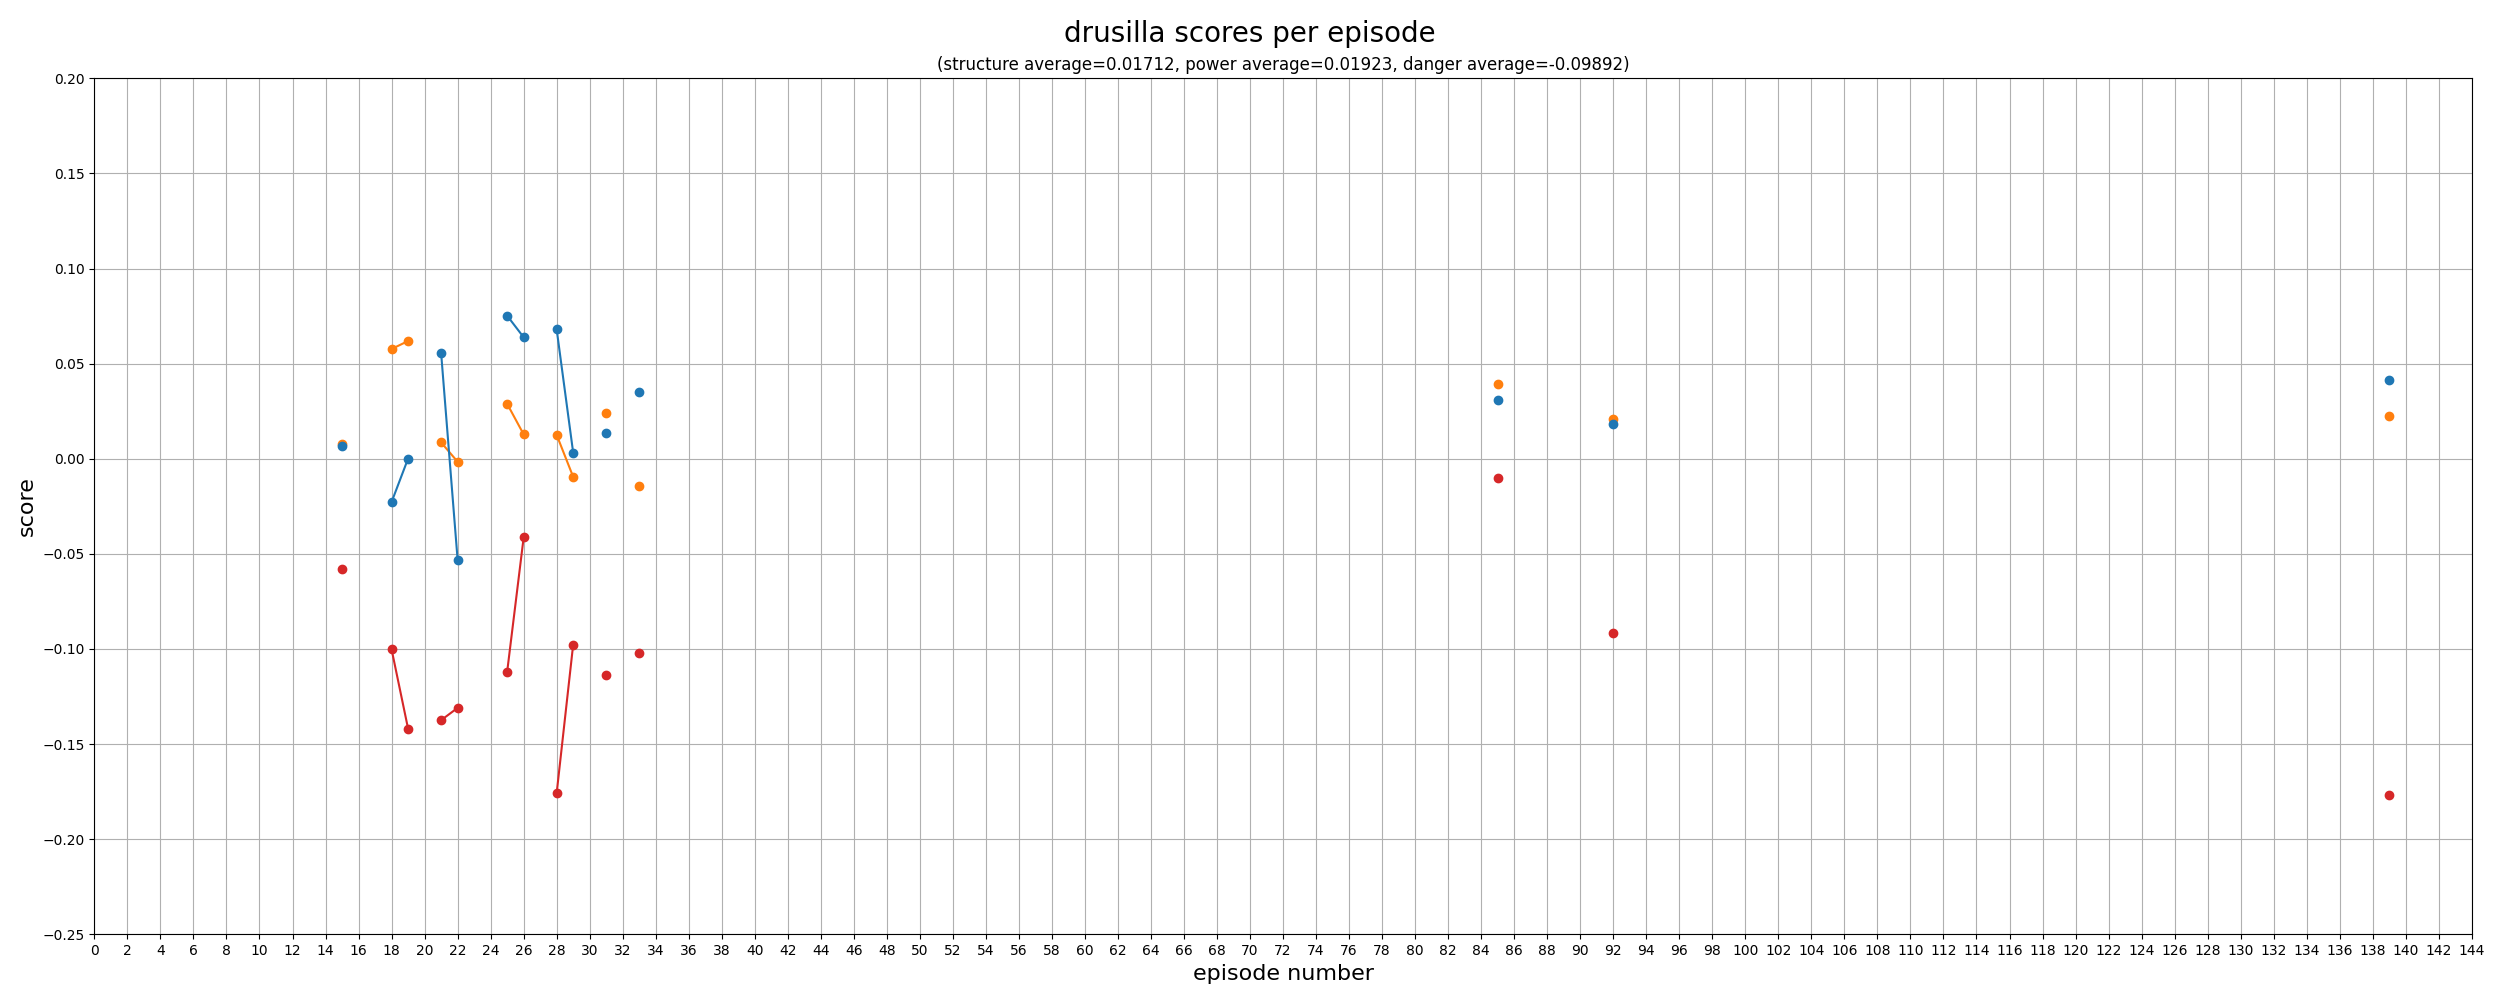 drusilla scores per episode
(structure average=0.01712, power average=0.01923, danger average=-0.09892)
0.20
0.15
0.10
0.05
0.00
−0.05
−0.10
−0.15
−0.20
−0.25
score
0 2 4 6 8 10 12 14 16 18 20 22 24 26 28 30 32 34 36 38 40 42 44 46 48 50 52 54 56 58 60 62 64 66 68 70 72 74 76 78 80 82 84 86 88 90 92 94 96 98 100 102 104 106 108 110 112 114 116 118 120 122 124 126 128 130 132 134 136 138 140 142 144
episode number